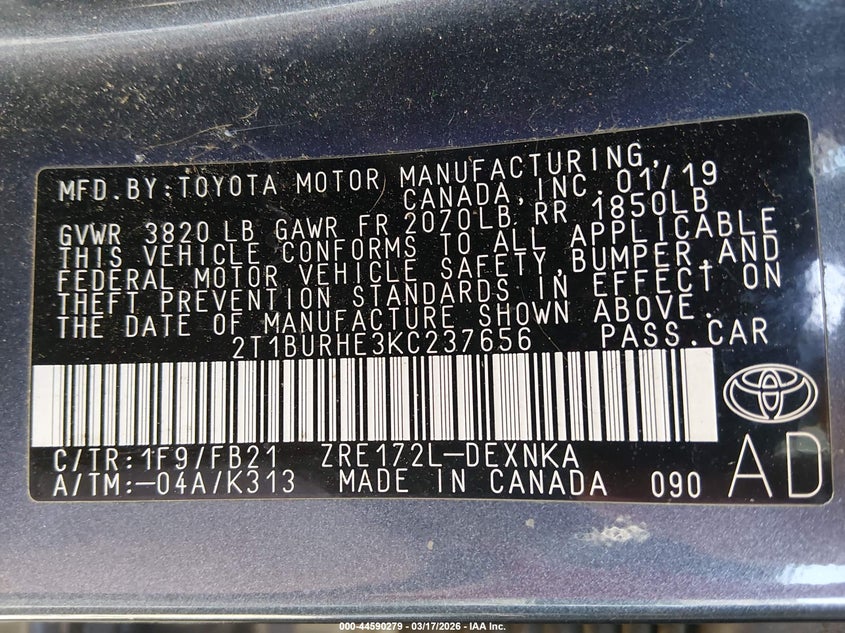 MFD.BY:TOYOTA MOTOR MANUFACTURING,
CANADA,INC. 01/19
GVWR 3820 LB GAWR FR 2070LB RR 1850LB
THIS VEHICLE CONFORMS TO ALL APPLICABLE
FEDERAL MOTOR VEHICLE SAFETY,BUMPER,AND
THEFT PREVENTION STANDARDS IN EFFECT ON
THE DATE OF MANUFACTURE SHOWN ABOVE.
2T1BURHE3KC237656 PASS.CAR
C/TR:1F9/FB21 ZRE172L-DEXNKA
A/TM:-04A/K313 MADE IN CANADA 090 AD
000-44590279 - 03/17/2026 - IAA Inc.